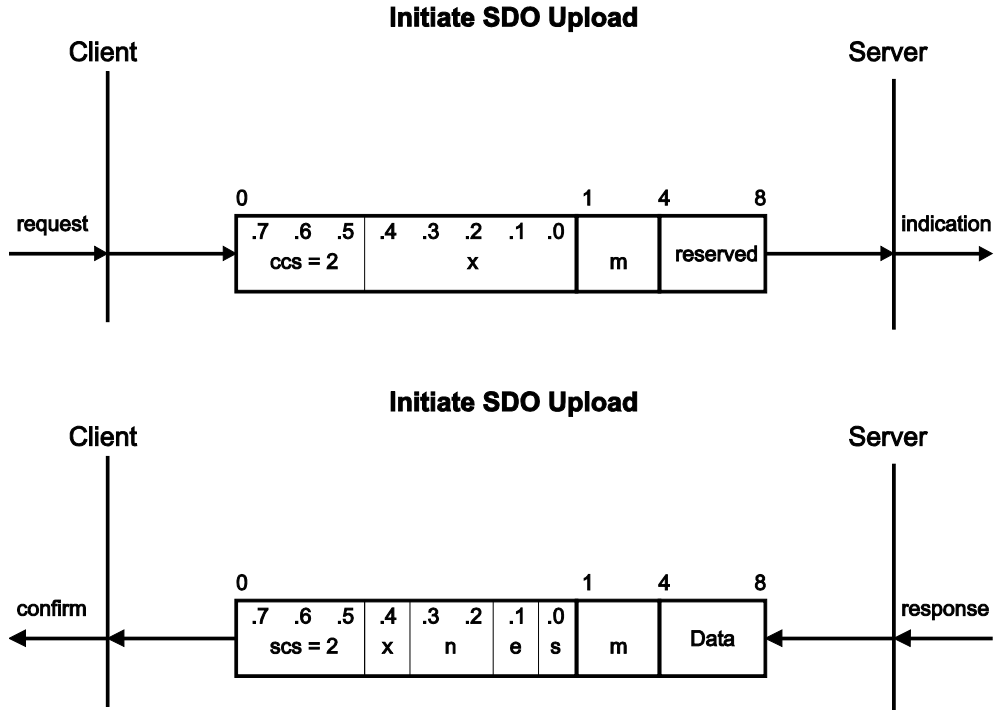 Initiate SDO Upload
Client
Server
0 1 4 8
request
indication
.7 .6 .5 .4 .3 .2 .1 .0
ccs = 2 x m reserved
Initiate SDO Upload
Client
Server
0 1 4 8
confirm
response
.7 .6 .5 .4 .3 .2 .1 .0
scs = 2 x n e s m Data